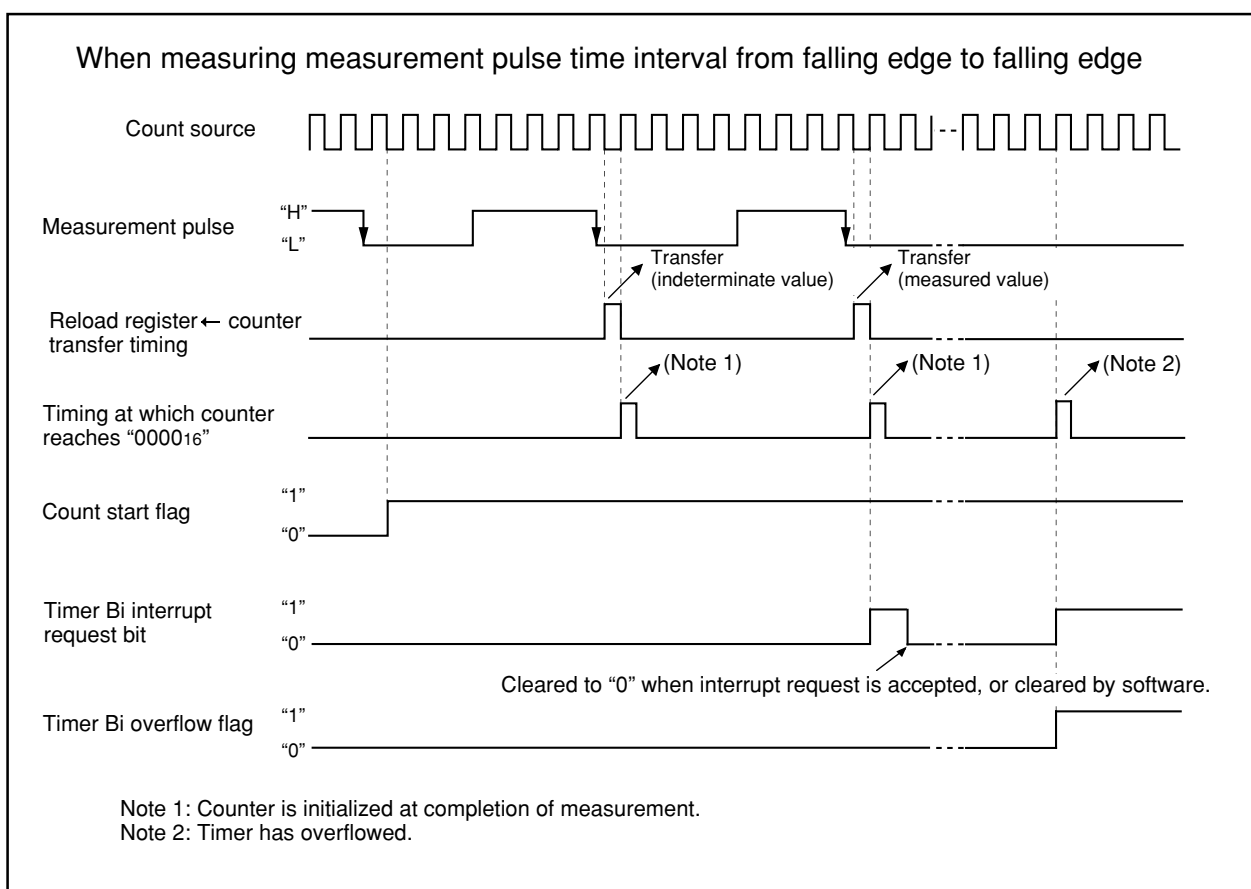 When measuring measurement pulse time interval from falling edge to falling edge
Count source
Measurement pulse
“H”
“L”
Transfer
(indeterminate value)
Transfer
(measured value)
Reload register ← counter
transfer timing
(Note 1)
(Note 1)
(Note 2)
Timing at which counter
reaches “000016”
Count start flag
“1”
“0”
Timer Bi interrupt
request bit
“1”
“0”
Cleared to “0” when interrupt request is accepted, or cleared by software.
Timer Bi overflow flag
“1”
“0”
Note 1: Counter is initialized at completion of measurement.
Note 2: Timer has overflowed.